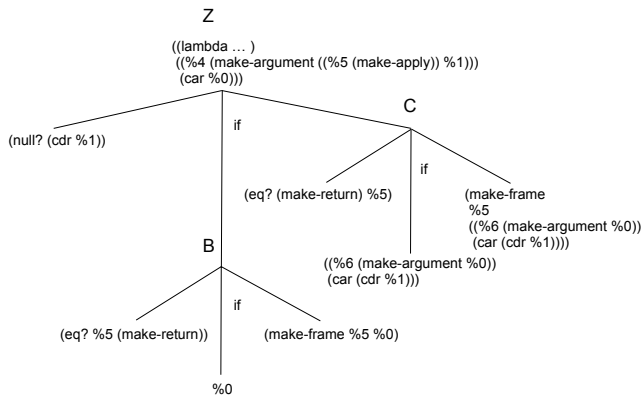 Z
((lambda … )
((%4 (make-argument ((%5 (make-apply)) %1)))
(car %0)))
C
if
(null? (cdr %1))
if
(eq? (make-return) %5)
(make-frame
%5
((%6 (make-argument %0))
(car (cdr %1))))
B
((%6 (make-argument %0))
(car (cdr %1)))
if
(eq? %5 (make-return))
(make-frame %5 %0)
%0